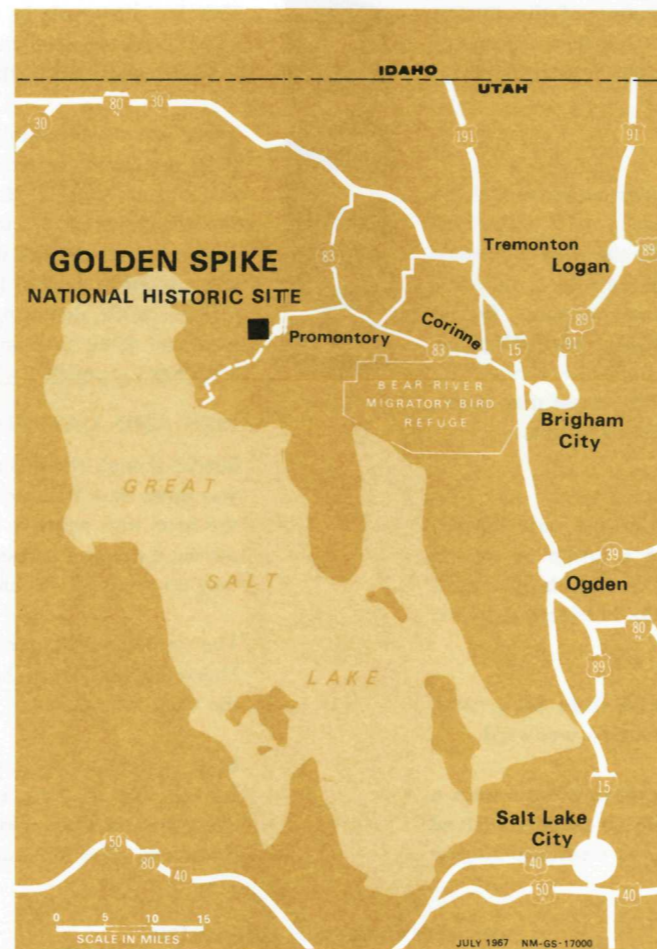 IDAHO
UTAH
30
80
30
191
91
GOLDEN SPIKE
NATIONAL HISTORIC SITE
83
Tremonton
Logan
89
Promontory
Corinne
83
15
89
91
BEAR RIVER
MIGRATORY BIRD
REFUGE
Brigham
City
GREAT
SALT
LAKE
39
Ogden
80
N
89
15
Salt Lake
City
50
80
40
40
50
40
0 5 10 15
SCALE IN MILES
JULY 1967 NM-GS-17000